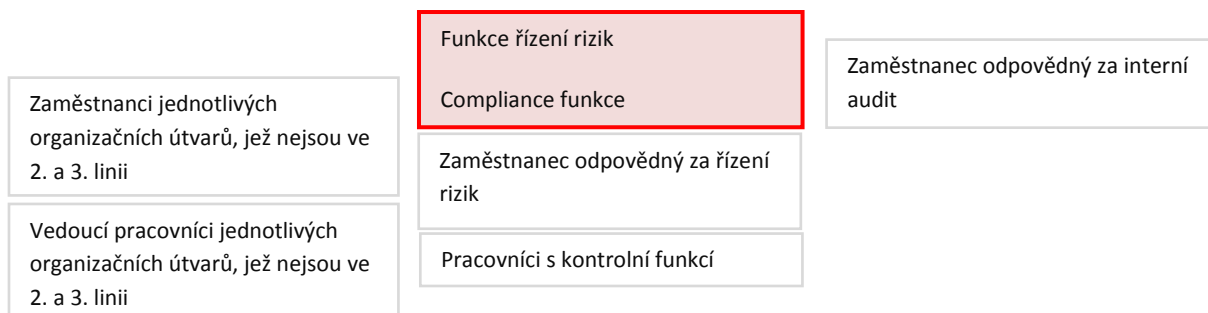 Zaměstnanci jednotlivých
organizačních útvarů, jež nejsou ve
2. a 3. linii
Vedoucí pracovníci jednotlivých
organizačních útvarů, jež nejsou ve
2. a 3. linii
Funkce řízení rizik
Compliance funkce
Zaměstnanec odpovědný za řízení
rizik
Pracovníci s kontrolní funkcí
Zaměstnanec odpovědný za interní
audit